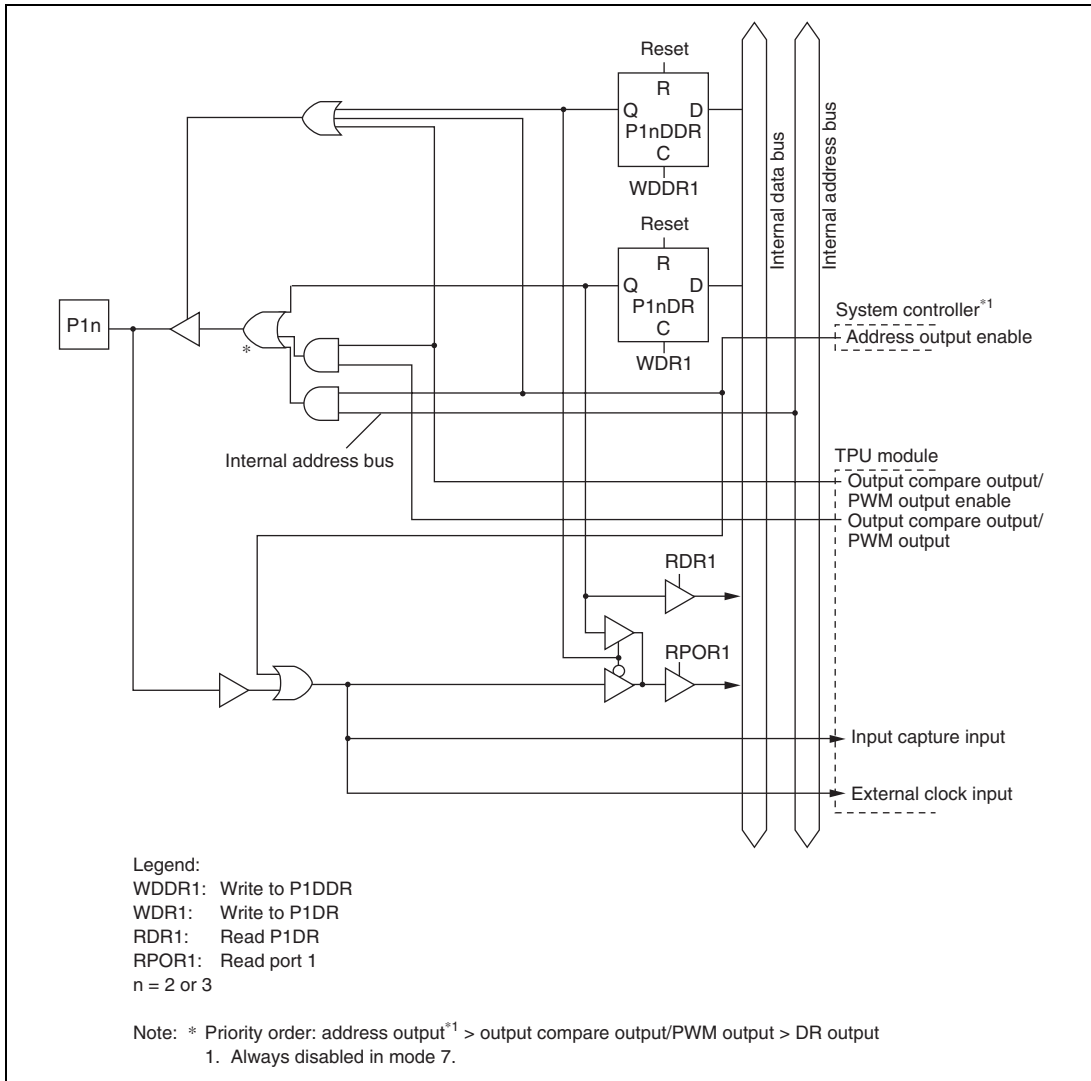 Reset
R
Q D
P1nDDR
C
WDDR1
Reset
R
Q D
P1nDR
C
WDR1
Internal data bus
Internal address bus
System controller*1
Address output enable
P1n
*
Internal address bus
TPU module
Output compare output/
PWM output enable
Output compare output/
PWM output
RDR1
RPOR1
Input capture input
External clock input
Legend:
WDDR1: Write to P1DDR
WDR1: Write to P1DR
RDR1: Read P1DR
RPOR1: Read port 1
n = 2 or 3
Note: * Priority order: address output*1 > output compare output/PWM output > DR output
1. Always disabled in mode 7.